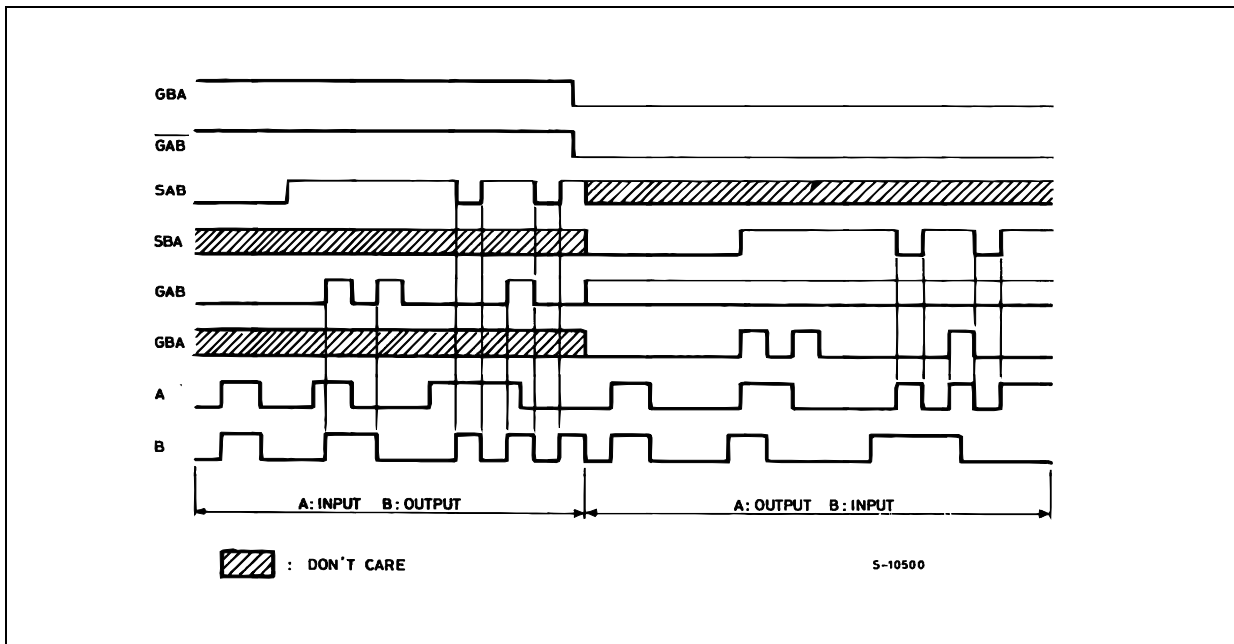 GBA
GAB
SAB
SBA
GAB
GBA
A
B
A: INPUT B: OUTPUT
A: OUTPUT B: INPUT
: DON'T CARE
S-10500